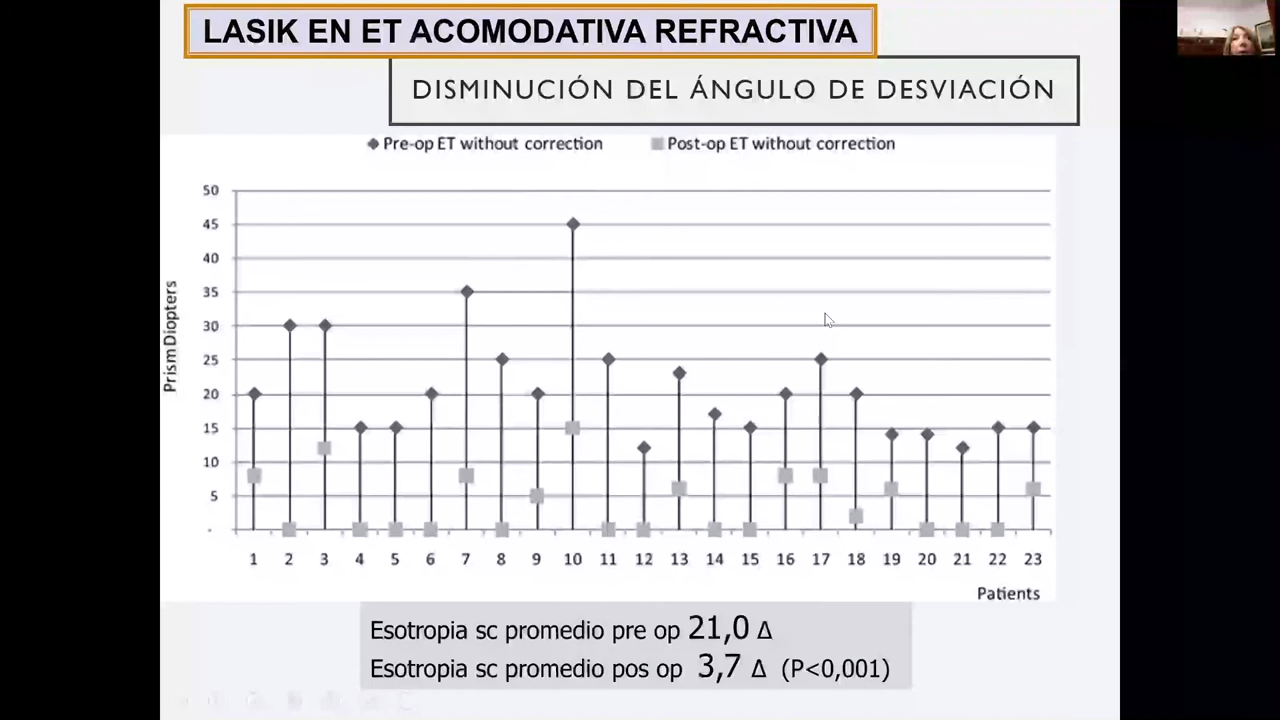 LASIK EN ET ACOMODATIVA REFRACTIVA
DISMINUCIÓN DEL ÁNGULO DE DESVIACIÓN
Pre-op ET without correction Post-op ET without correction
50
45
40
35
30
25
20
15
10
5
-
Prism Diopters
1 2 3 4 5 6 7 8 9 10 11 12 13 14 15 16 17 18 19 20 21 22 23
Patients
Esotropia sc promedio pre op 21,0 Δ
Esotropia sc promedio pos op 3,7 Δ (P<0,001)